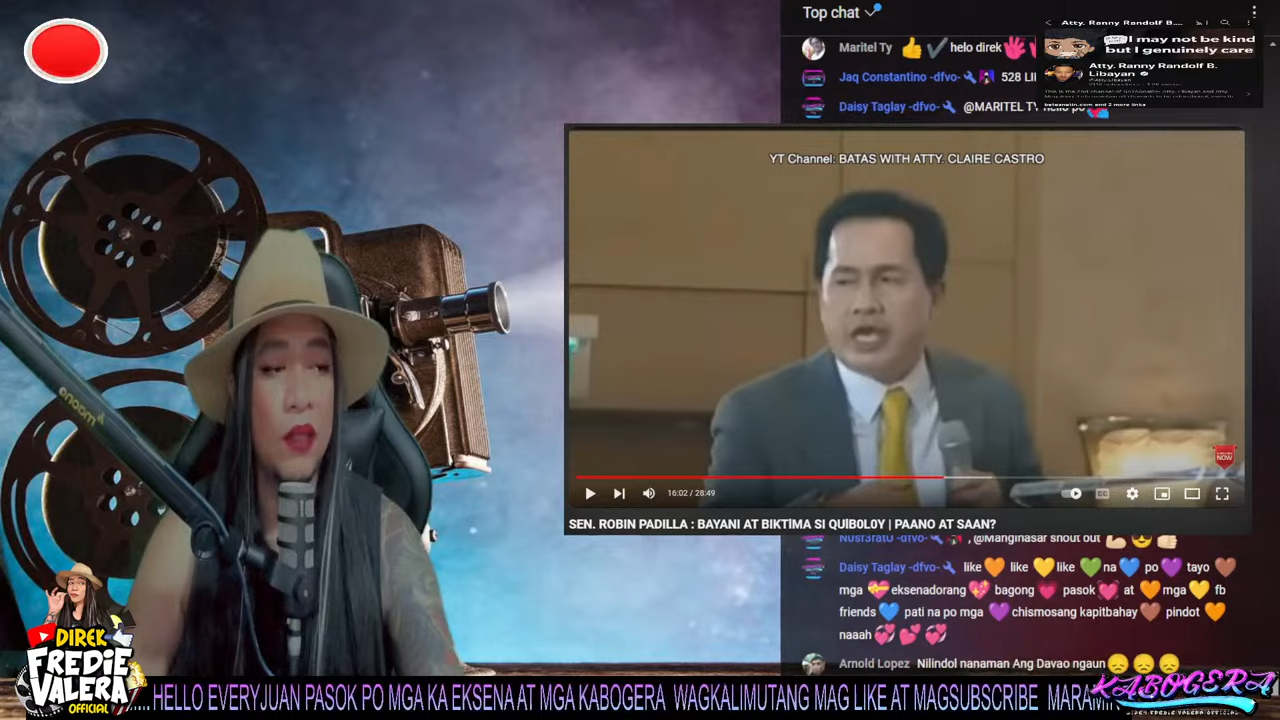 Top chat
Maritel Ty 👍✔️ helo direk
Jaq Constantino -dfvo- 528
Daisy Taglay -dfvo- @MARITEL TY hello po
Atty. Ranny Randolf B....
I may not be kind
but I genuinely care
Atty. Ranny Randolf B.
Libayan
YT Channel: BATAS WITH ATTY. CLAIRE CASTRO
16:02 / 28:49
SEN. ROBIN PADILLA : BAYANI AT BIKTIMA SI QUIB0L0Y | PAANO AT SAAN?
N0sf3ratU -dfvo- , @Manginasar shout out
Daisy Taglay -dfvo- like 🧡 like 💛 like 💚 na 💙 po 💜 tayo 🤎
mga 💝 eksenadorang 💖 bagong 💗 pasok 💓 at 🧡 mga 💛 fb
friends 💙 pati na po mga 💜 chismosang kapitbahay 🤎 pindot 🧡
naaah 💞 💕 💞
Arnold Lopez Nilindol nanaman Ang Davao ngaun 😞😞😞
maono
DIREK
FREDIE
VALERA
OFFICIAL
.... HELLO EVERYJUAN PASOK PO MGA KA EKSENA AT MGA KABOGERA WAGKALIMUTANG MAG LIKE AT MAGSUBSCRIBE
KABOGERA